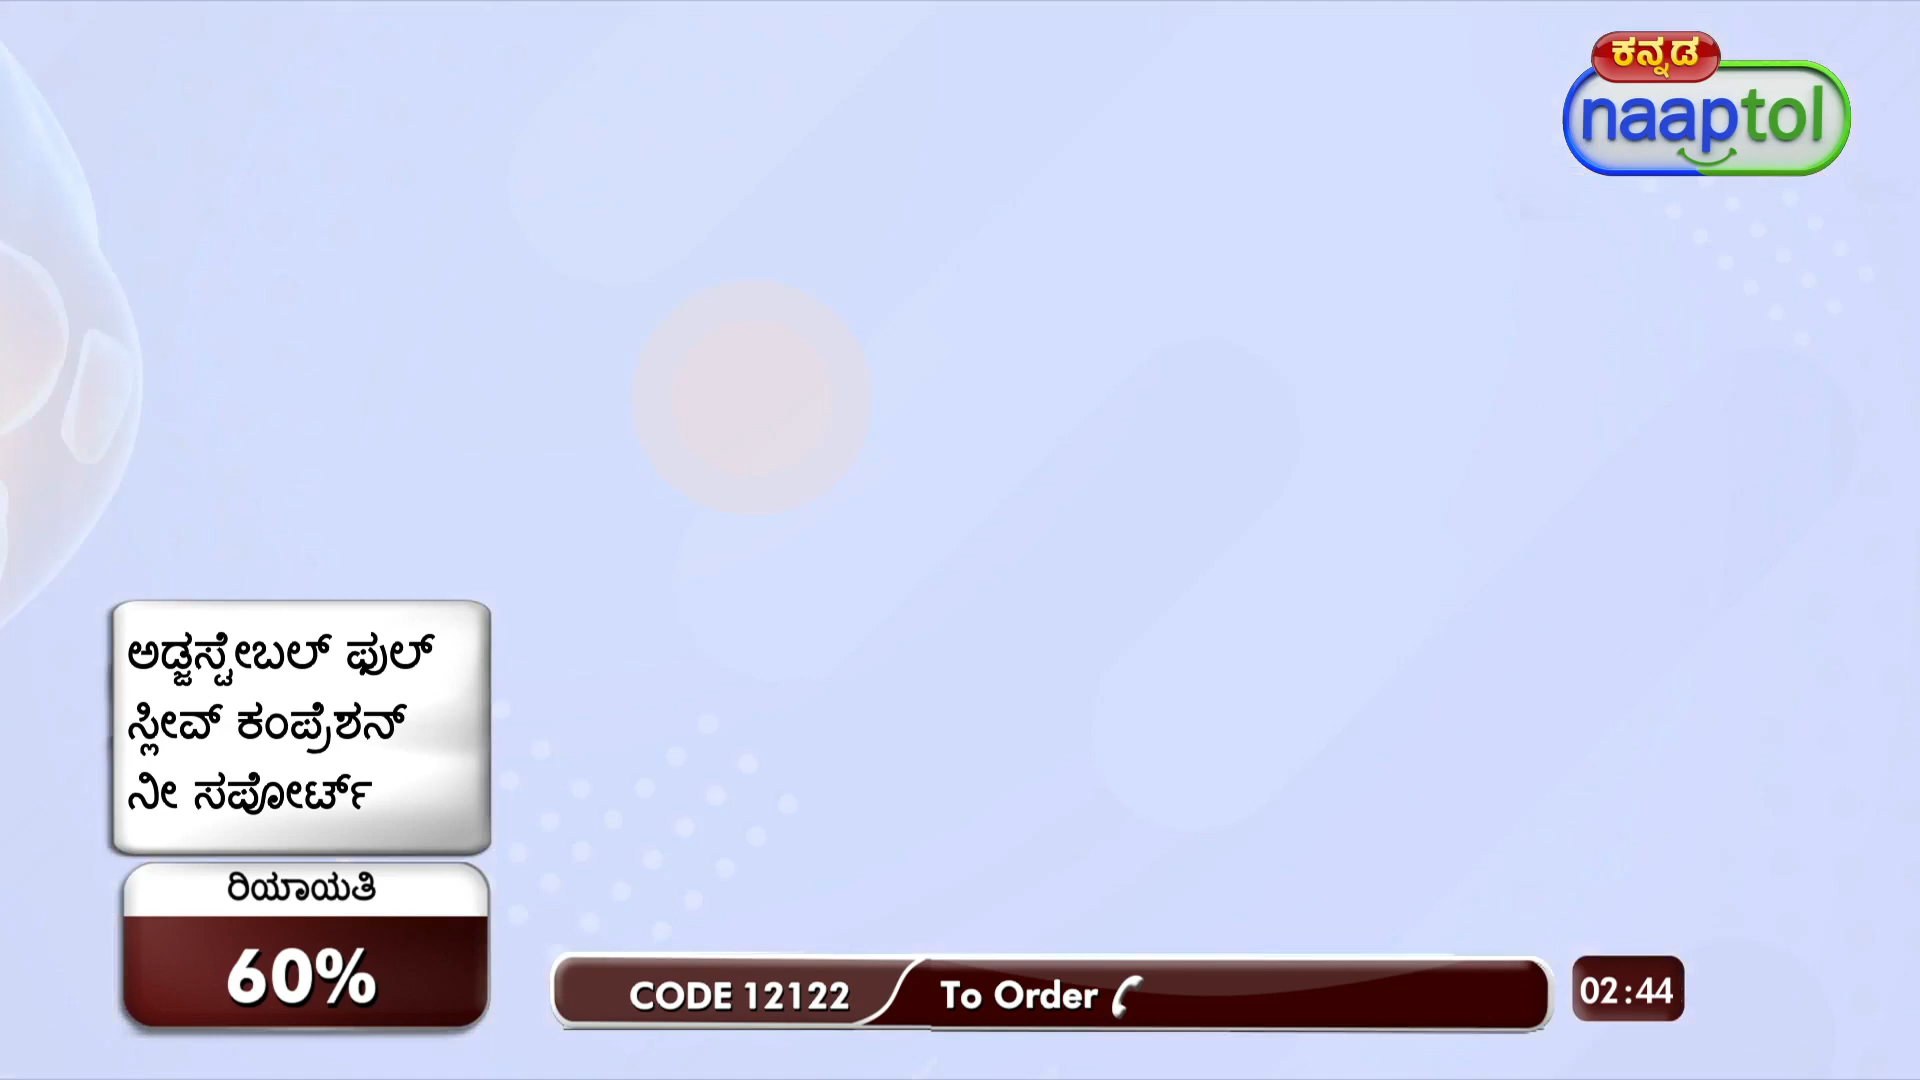 ಕನ್ನಡ
naaptol
ಅಡ್ಜಸ್ಟೇಬಲ್ ಫುಲ್
ಸ್ಲೀವ್ ಕಂಪ್ರೆಶನ್
ನೀ ಸಪೋರ್ಟ್
ರಿಯಾಯತಿ
60%
CODE 12122 To Order
02:44